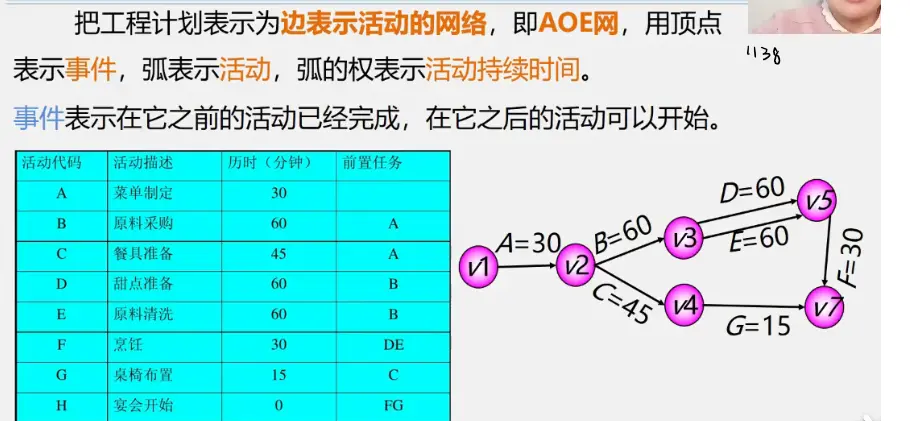 把工程计划表示为边表示活动的网络，即AOE网，用顶点
表示事件，弧表示活动，弧的权表示活动持续时间。
1138
事件表示在它之前的活动已经完成，在它之后的活动可以开始。
活动代码 活动描述 历时（分钟） 前置任务
A 菜单制定 30
B 原料采购 60 A
C 餐具准备 45 A
D 甜点准备 60 B
E 原料清洗 60 B
F 烹饪 30 DE
G 桌椅布置 15 C
H 宴会开始 0 FG
v1
A=30
v2
B=60
v3
D=60
E=60
v5
C=45
v4
G=15
F=30
v7